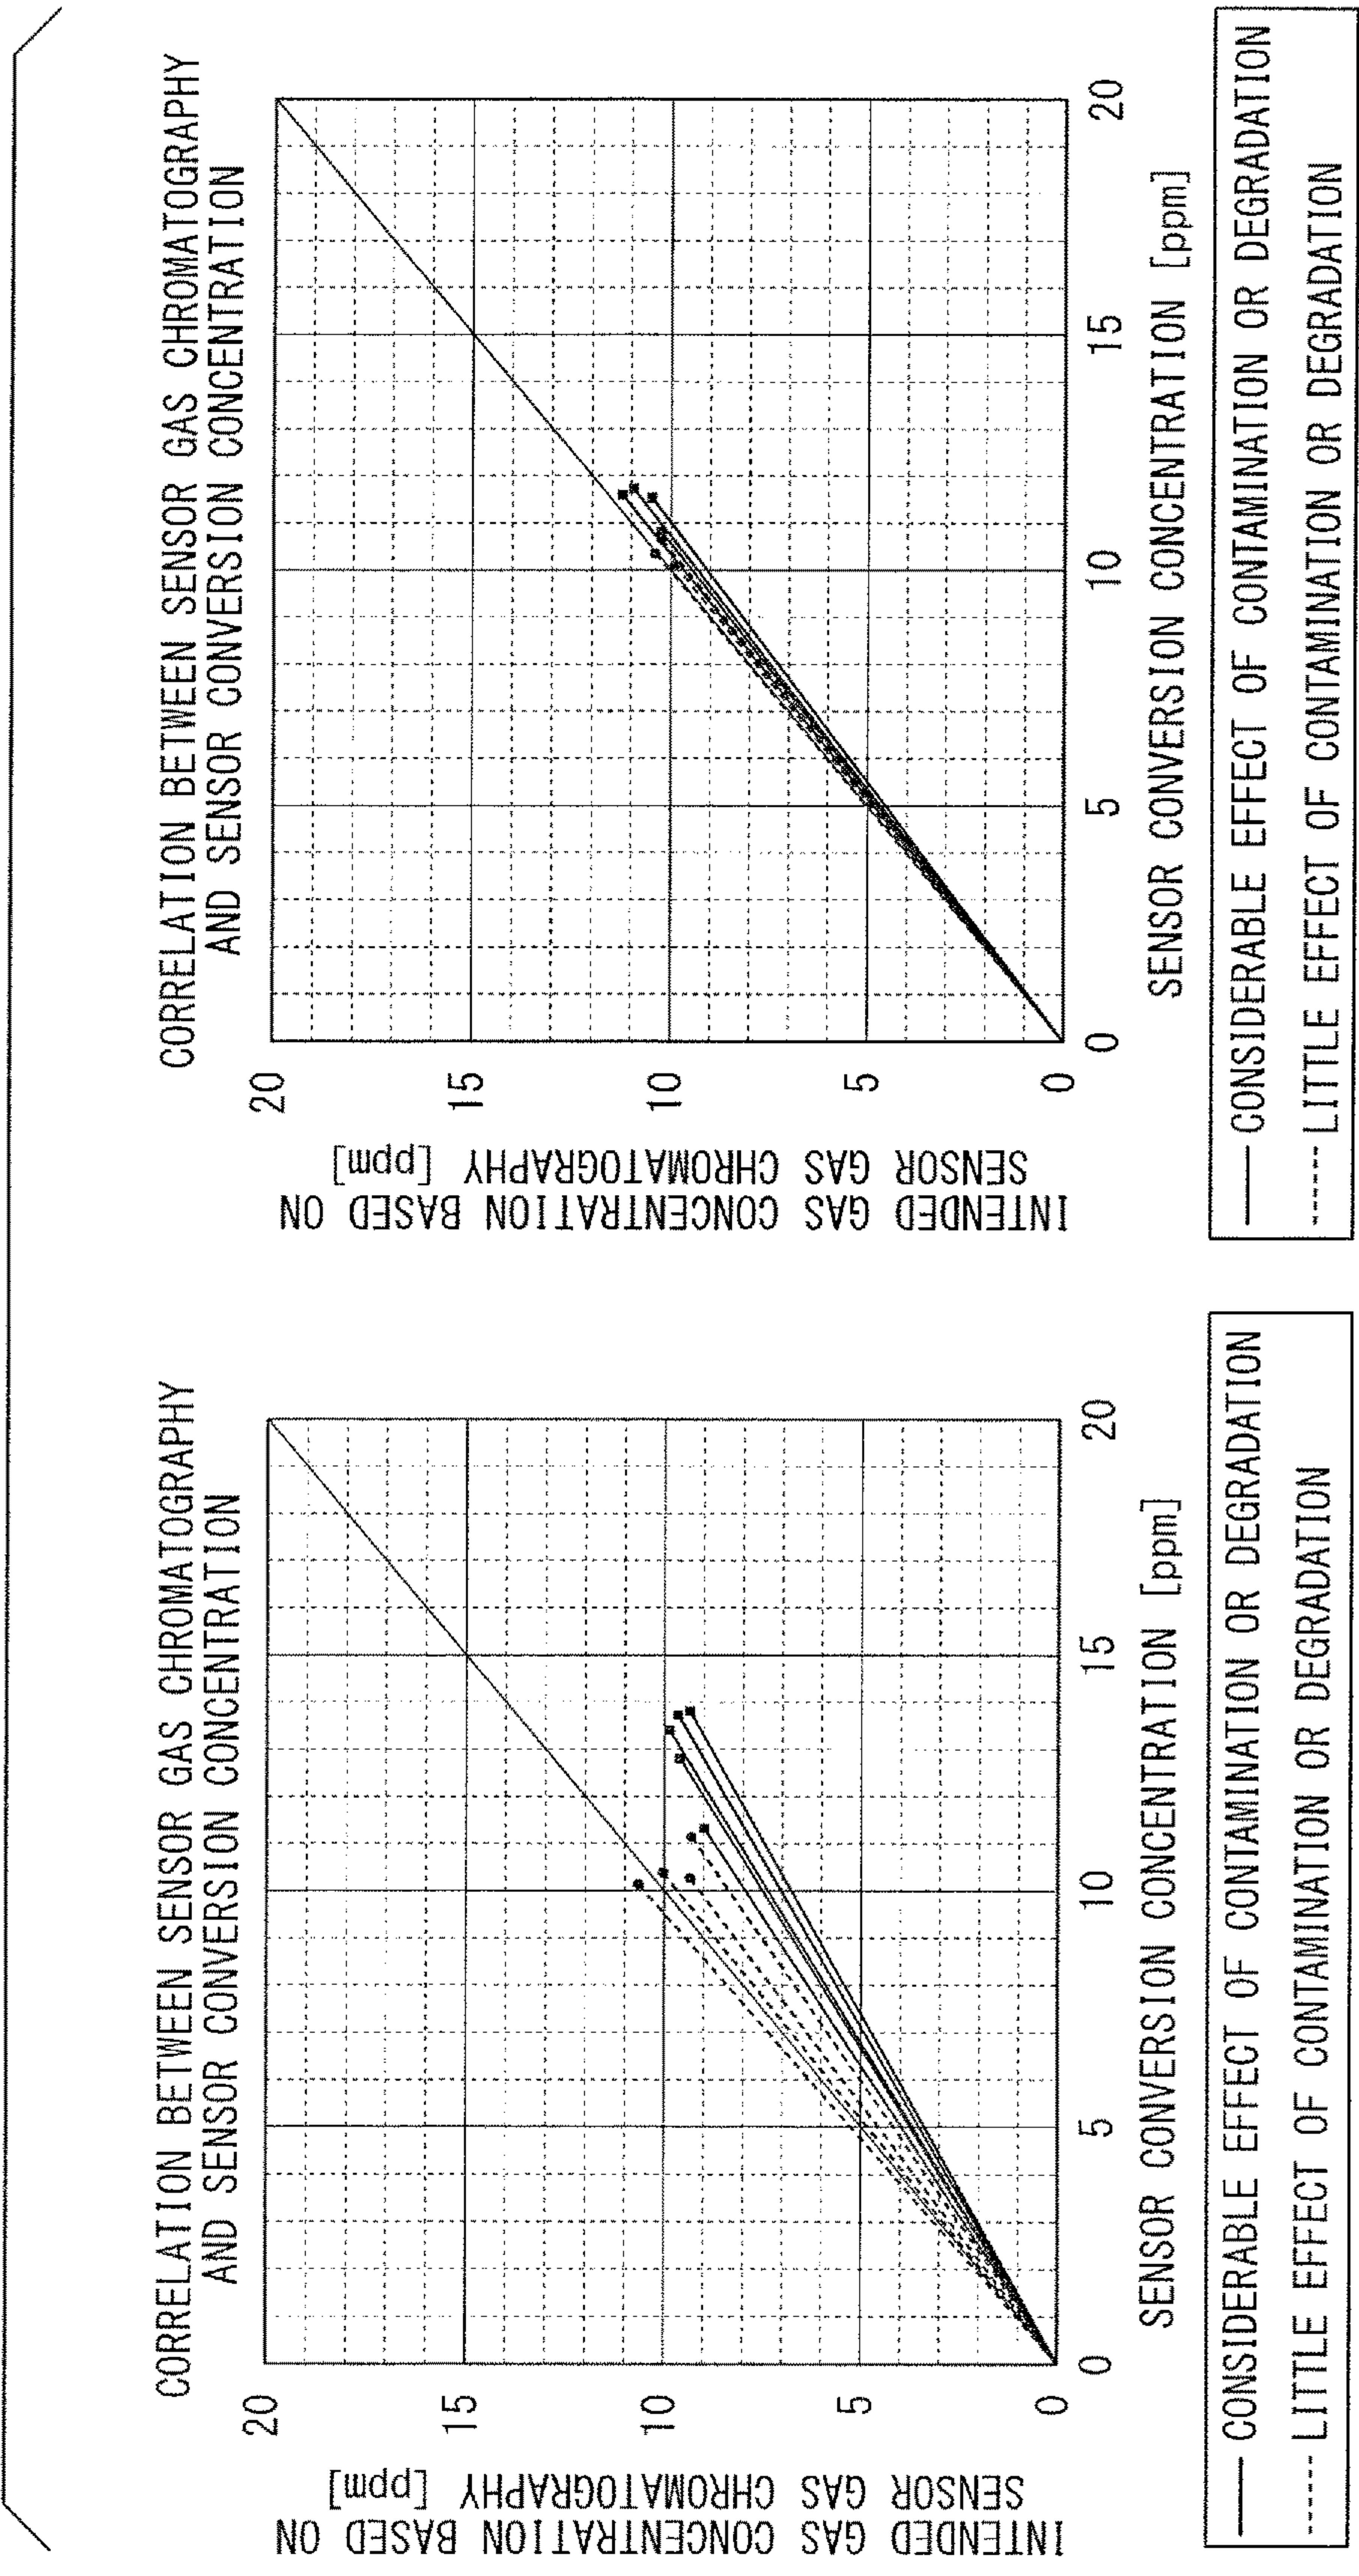 CORRELATION BETWEEN SENSOR GAS CHROMATOGRAPHY
AND SENSOR CONVERSION CONCENTRATION
INTENDED GAS CONCENTRATION BASED ON
SENSOR GAS CHROMATOGRAPHY [ppm]
20
15
10
5
0
0
5
10
15
20
SENSOR CONVERSION CONCENTRATION [ppm]
CONSIDERABLE EFFECT OF CONTAMINATION OR DEGRADATION
LITTLE EFFECT OF CONTAMINATION OR DEGRADATION
CORRELATION BETWEEN SENSOR GAS CHROMATOGRAPHY
AND SENSOR CONVERSION CONCENTRATION
INTENDED GAS CONCENTRATION BASED ON
SENSOR GAS CHROMATOGRAPHY [ppm]
20
15
10
5
0
0
5
10
15
20
SENSOR CONVERSION CONCENTRATION [ppm]
CONSIDERABLE EFFECT OF CONTAMINATION OR DEGRADATION
LITTLE EFFECT OF CONTAMINATION OR DEGRADATION